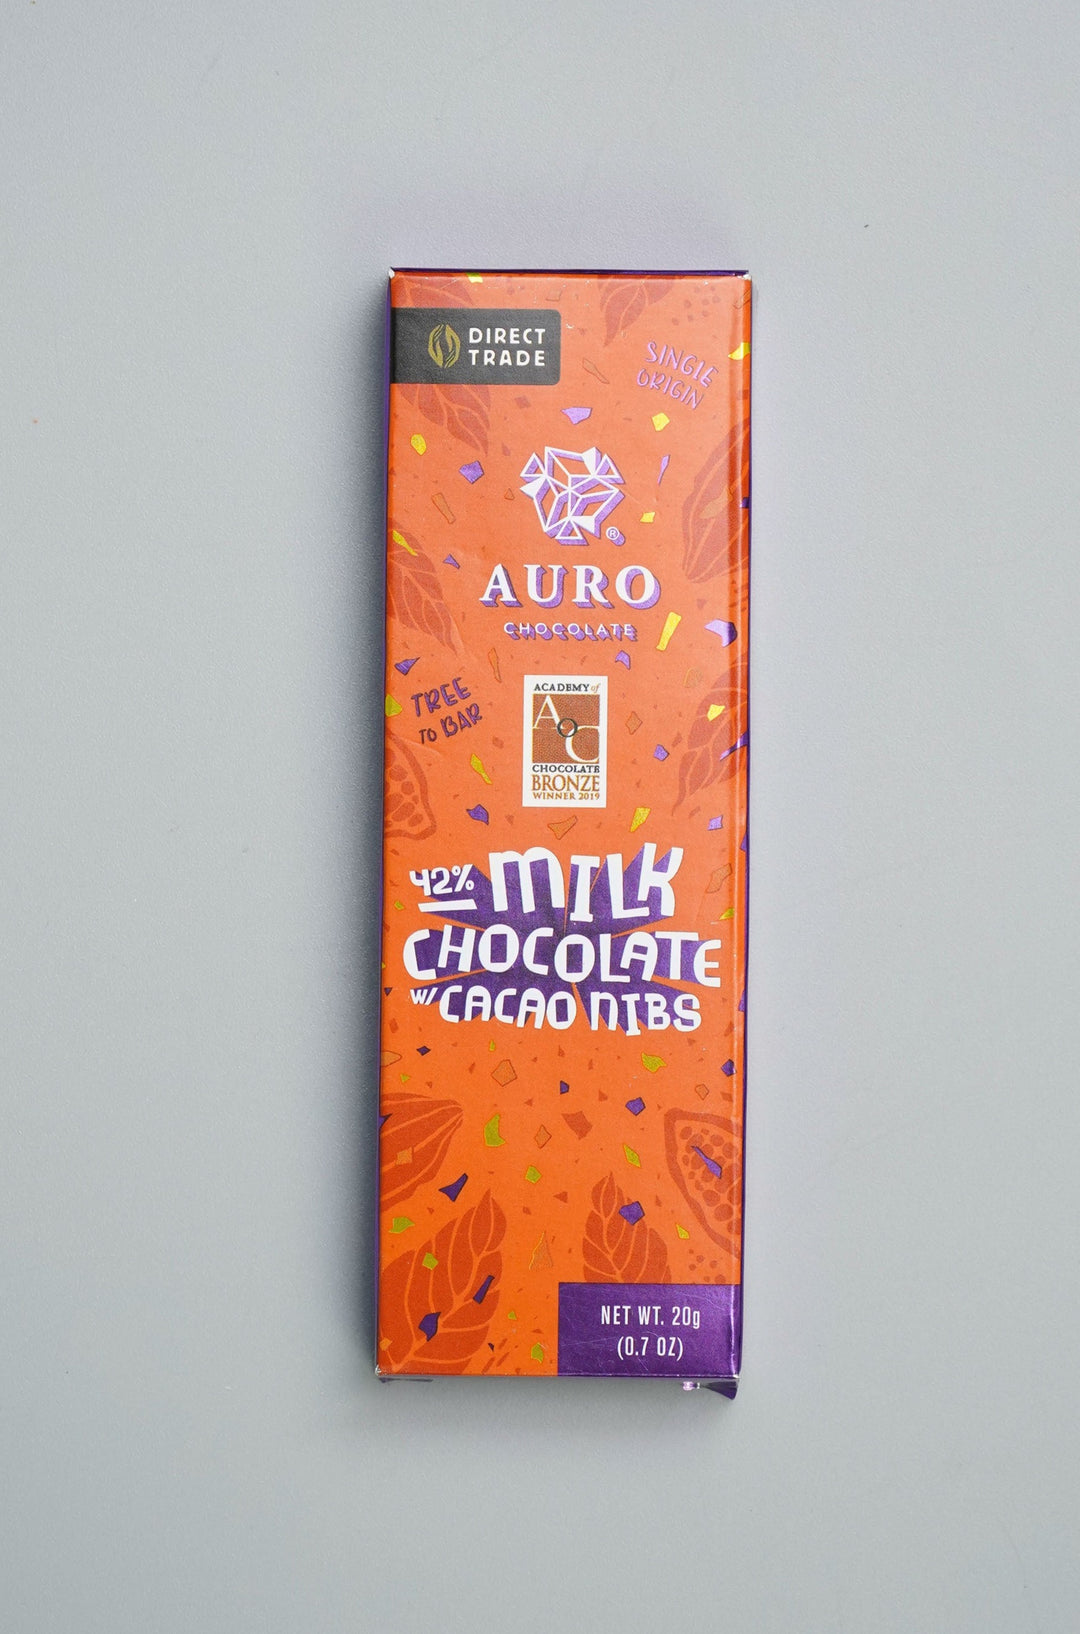 DIRECT
TRADE
SINGLE
ORIGIN
®
AURO
CHOCOLATE
TREE
TO BAR
ACADEMY of
AOC
CHOCOLATE
BRONZE
WINNER 2019
42% MILK
CHOCOLATE
W/ CACAO NIBS
NET WT. 20g
(0.7 OZ)